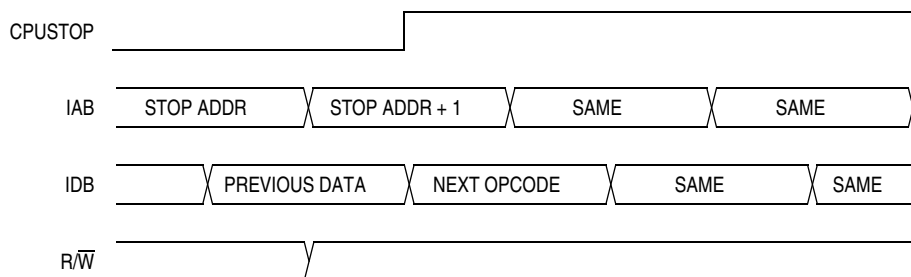 CPUSTOP
IAB STOP ADDR STOP ADDR + 1 SAME SAME
IDB PREVIOUS DATA NEXT OPCODE SAME SAME
R/W̅